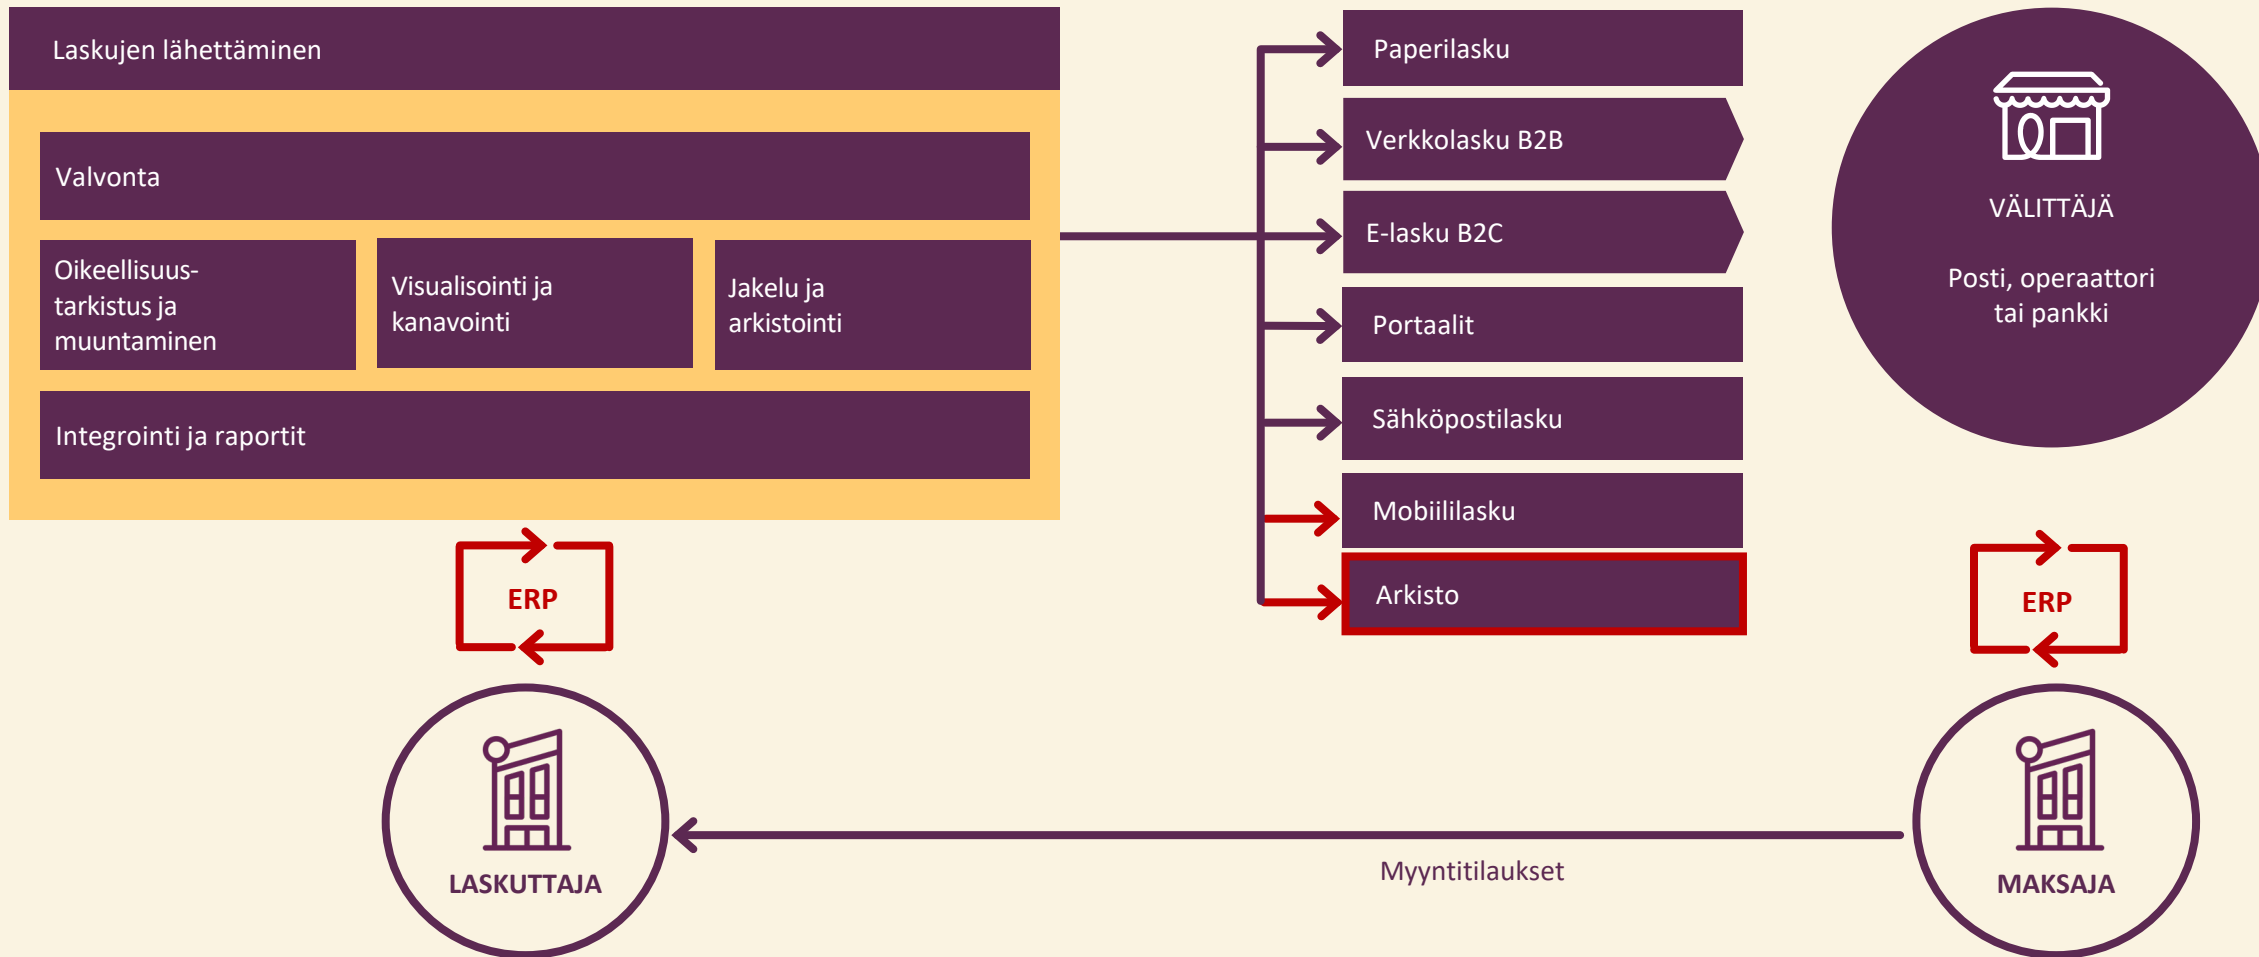 Laskujen lähettäminen
Valvonta
Oikeellisuus-
tarkistus ja
muuntaminen
Visualisointi ja
kanavointi
Jakelu ja
arkistointi
Integrointi ja raportit
Paperilasku
Verkkolasku B2B
E-lasku B2C
Portaalit
Sähköpostilasku
Mobiililasku
Arkisto
VÄLITTÄJÄ
Posti, operaattori
tai pankki
ERP
ERP
LASKUTTAJA
Myyntitilaukset
MAKSAJA